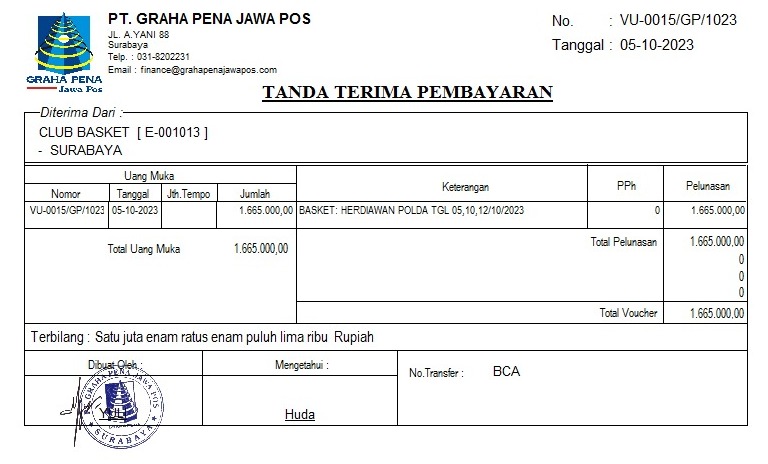 PT. GRAHA PENA JAWA POS
JL. A.YANI 88
Surabaya
Telp. : 031-8202231
Email : finance@grahapenajawapos.com
GRAHA PENA
Jawa Pos
No. : VU-0015/GP/1023
Tanggal : 05-10-2023
TANDA TERIMA PEMBAYARAN
Diterima Dari :
CLUB BASKET [ E-001013 ]
- SURABAYA
Uang Muka
Nomor Tanggal Jth.Tempo Jumlah Keterangan PPh Pelunasan
VU-0015/GP/1023 05-10-2023 1.665.000,00 BASKET: HERDIAWAN POLDA TGL 05,10,12/10/2023 0 1.665.000,00
Total Uang Muka 1.665.000,00 Total Pelunasan 1.665.000,00
0
0
0
Total Voucher 1.665.000,00
Terbilang : Satu juta enam ratus enam puluh lima ribu Rupiah
Dibuat Oleh : Mengetahui : No.Transfer : BCA
PT. GRAHA PENA JAWA POS
SURABAYA
Huda